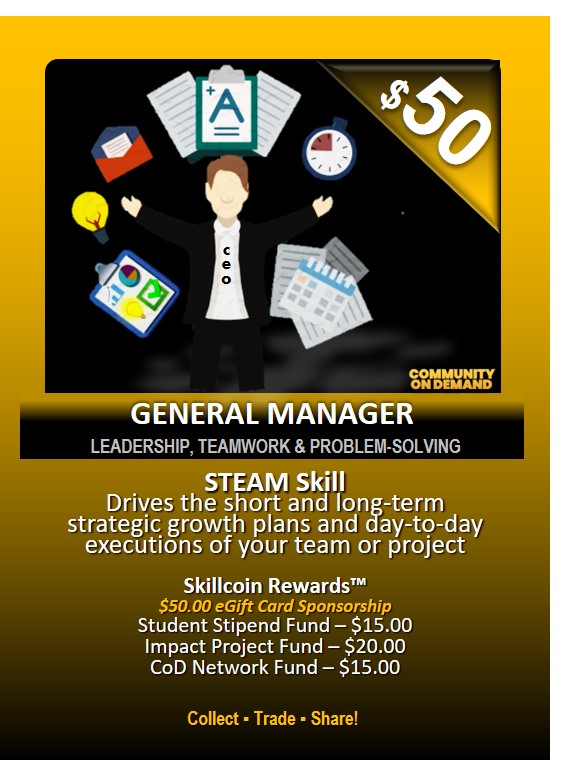 $50
A+
c
e
o
COMMUNITY
ON DEMAND
GENERAL MANAGER
LEADERSHIP, TEAMWORK & PROBLEM-SOLVING
STEAM Skill
Drives the short and long-term
strategic growth plans and day-to-day
executions of your team or project
Skillcoin Rewards™
$50.00 eGift Card Sponsorship
Student Stipend Fund – $15.00
Impact Project Fund – $20.00
CoD Network Fund – $15.00
Collect ▪ Trade ▪ Share!